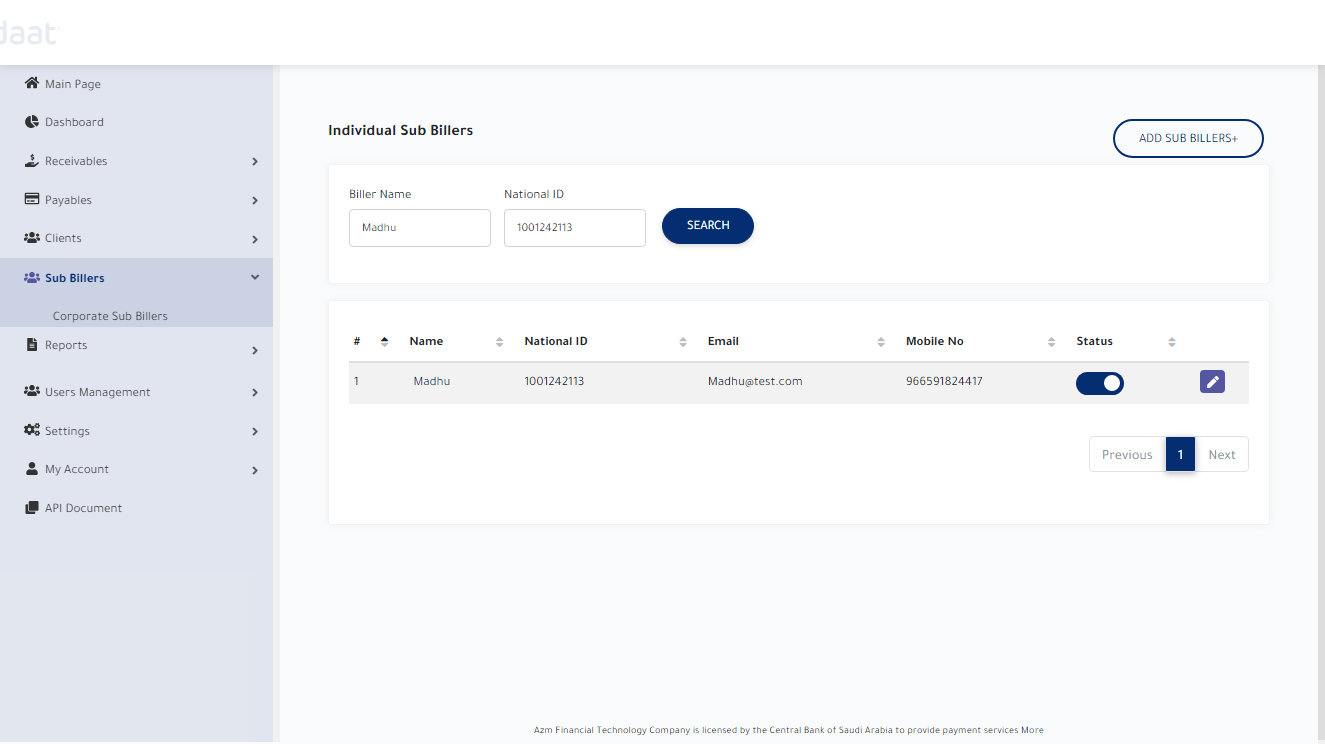 Main Page
Dashboard
Receivables
Payables
Clients
Sub Billers
Corporate Sub Billers
Reports
Users Management
Settings
My Account
API Document
Individual Sub Billers
ADD SUB BILLERS+
Biller Name National ID
Madhu 1001242113 SEARCH
# Name National ID Email Mobile No Status
1 Madhu 1001242113 Madhu@test.com 966591824417
Previous 1 Next
Azm Financial Technology Company is licensed by the Central Bank of Saudi Arabia to provide payment services More